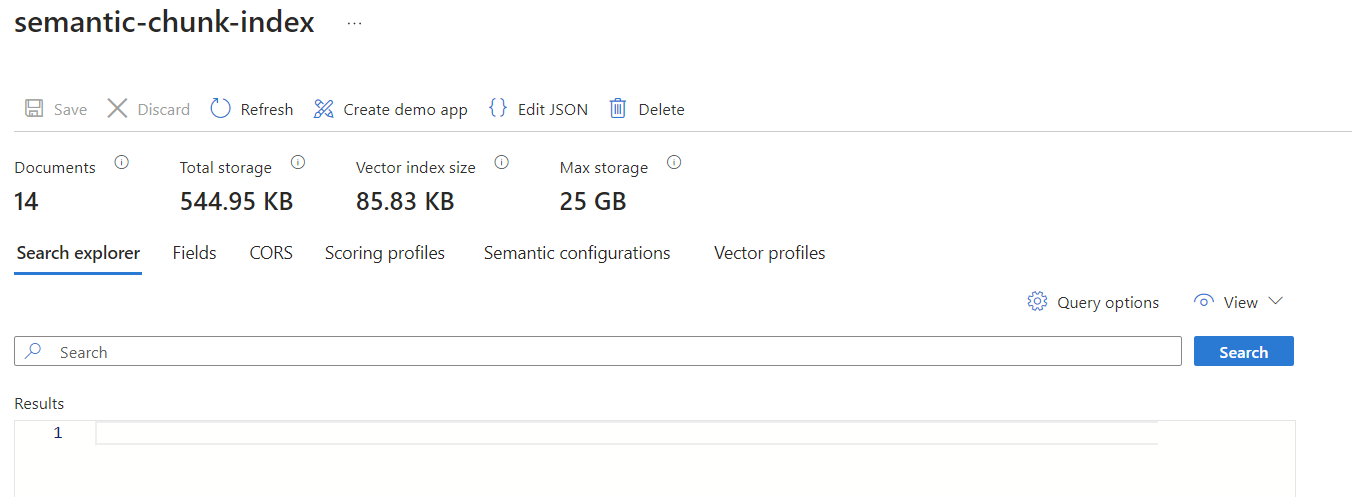 semantic-chunk-index ...
Save Discard Refresh Create demo app {} Edit JSON Delete
Documents Total storage Vector index size Max storage
14 544.95 KB 85.83 KB 25 GB
Search explorer Fields CORS Scoring profiles Semantic configurations Vector profiles
Query options View
Search Search
Results
1